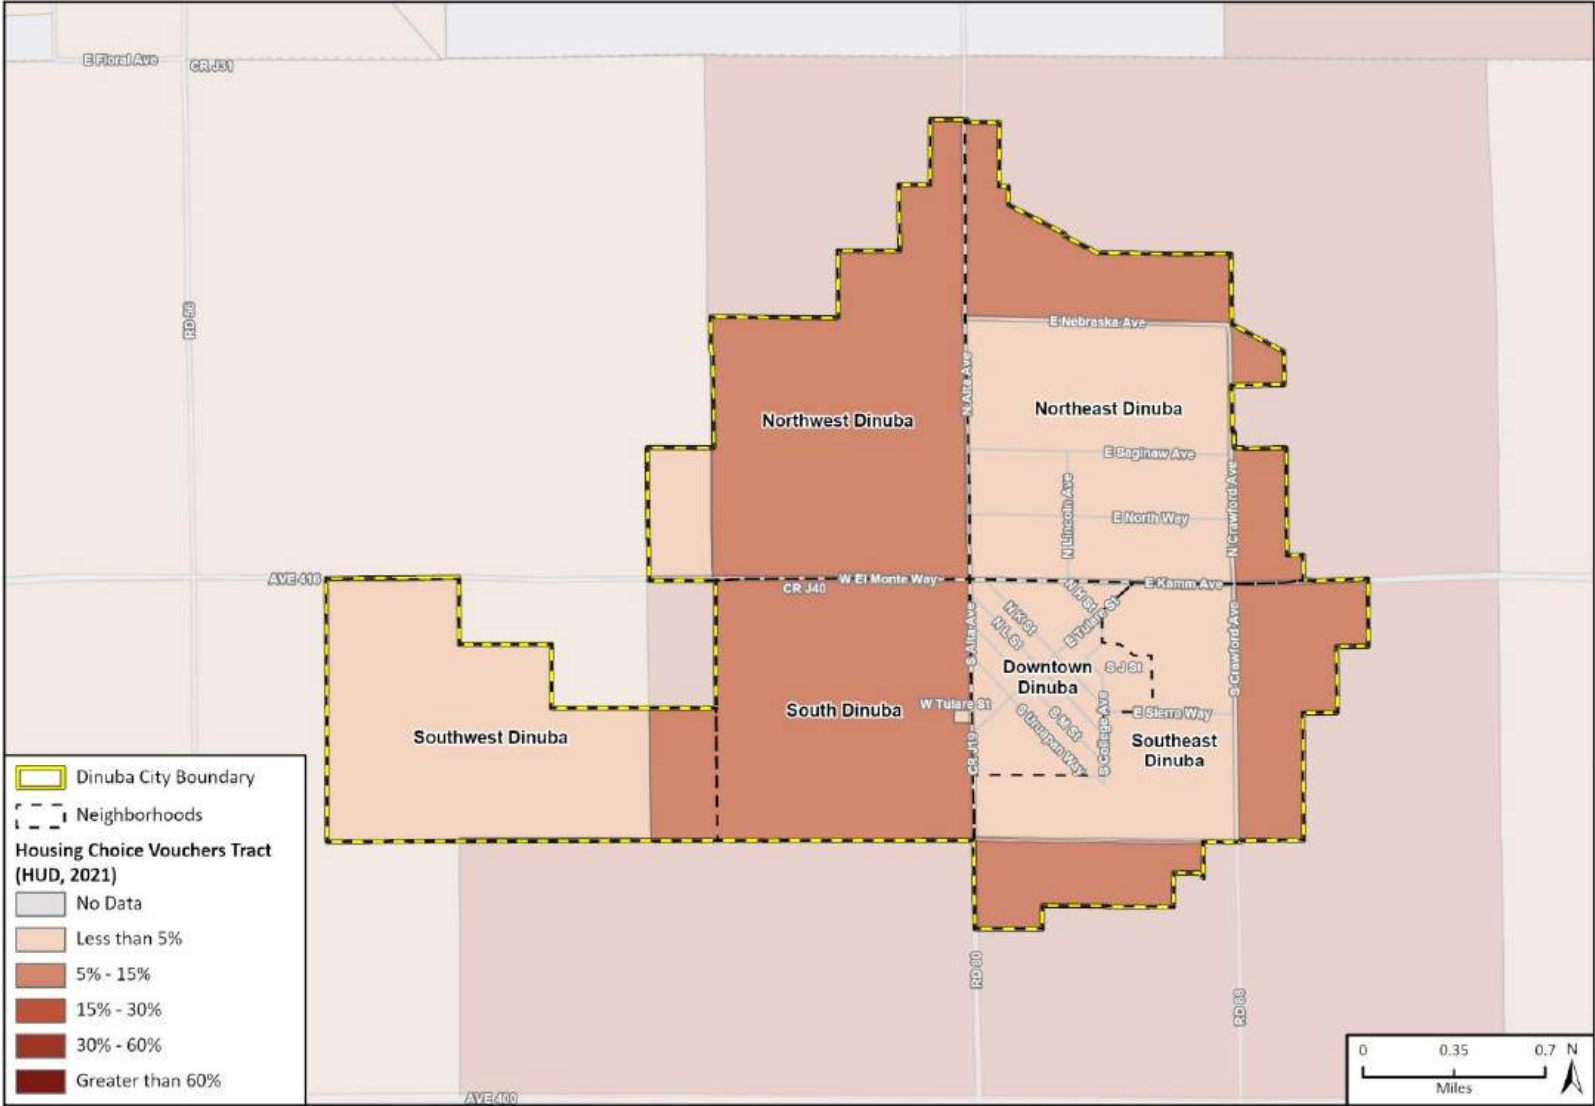 E Floral Ave
CR J31
RD 56
E Nebraska Ave
N Alta Ave
Northwest Dinuba
Northeast Dinuba
E Saginaw Ave
N Lincoln Ave
E North Way
N Crawford Ave
AVE 416
W El Monte Way
CR J40
E Kamm Ave
N H St
N K St
N L St
E Tulare St
S Alta Ave
S Crawford Ave
Downtown
Dinuba
S J St
W Tulare St
South Dinuba
S M St
S Uruapan Way
S College Ave
E Sierra Way
Southwest Dinuba
Southeast
Dinuba
CR J19
RD 80
RD 88
AVE 400
Dinuba City Boundary
Neighborhoods
Housing Choice Vouchers Tract
(HUD, 2021)
No Data
Less than 5%
5% - 15%
15% - 30%
30% - 60%
Greater than 60%
0 0.35 0.7 N
Miles